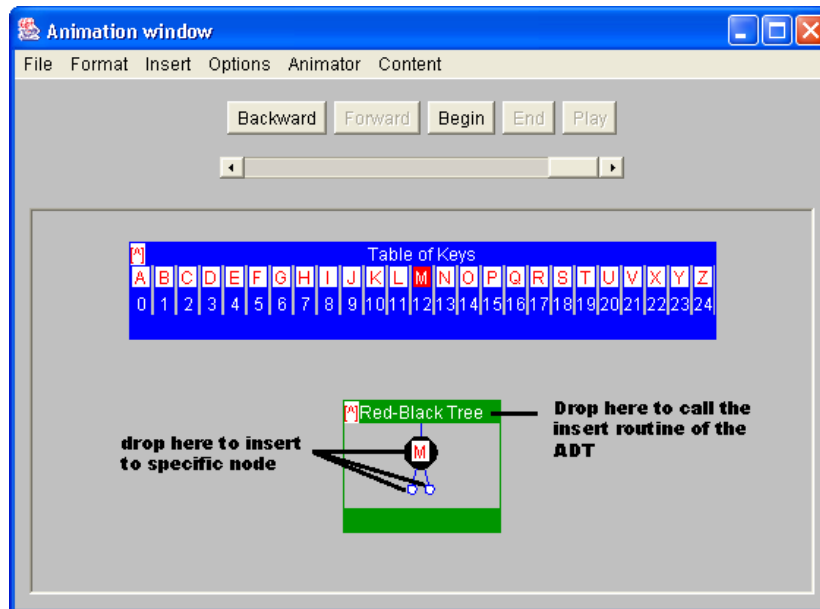 Animation window
File Format Insert Options Animator Content
Backward Forward Begin End Play
[^] Table of Keys
A B C D E F G H I J K L M N O P Q R S T U V X Y Z
0 1 2 3 4 5 6 7 8 9 10 11 12 13 14 15 16 17 18 19 20 21 22 23 24
[^] Red-Black Tree
M
Drop here to call the
insert routine of the
ADT
drop here to insert
to specific node